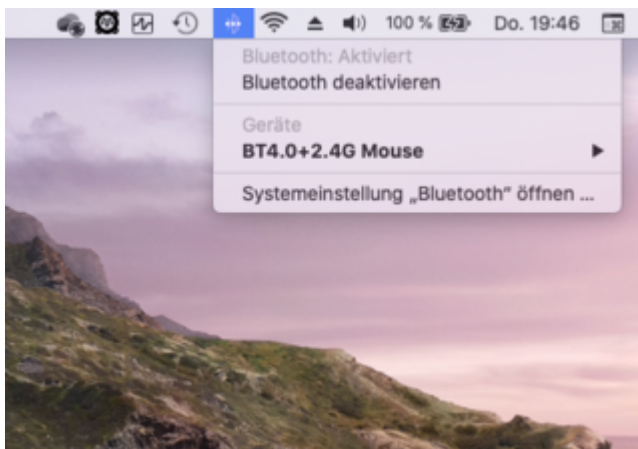 100 % Do. 19:46
Bluetooth: Aktiviert
Bluetooth deaktivieren
Geräte
BT4.0+2.4G Mouse
Systemeinstellung „Bluetooth“ öffnen ...